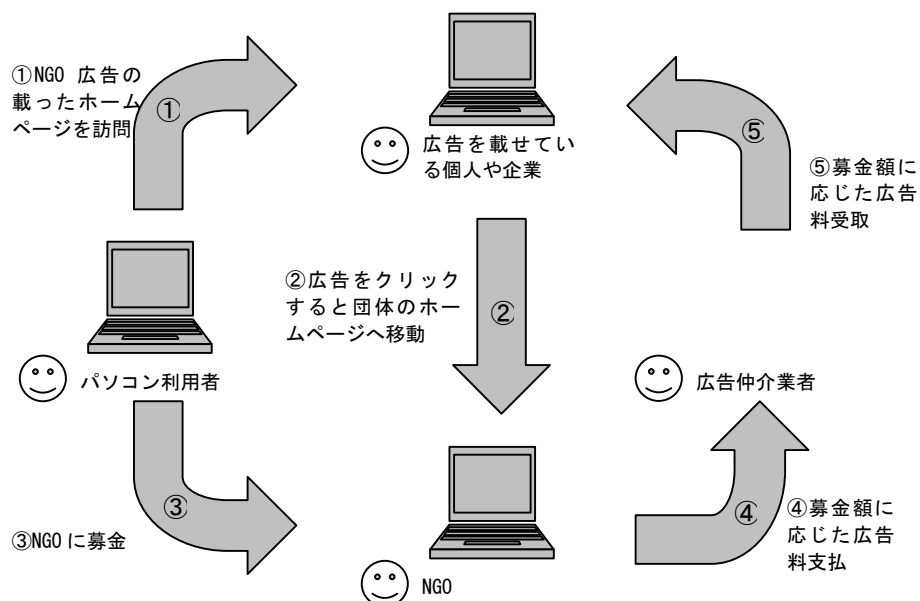 ①NGO 広告の
載ったホーム
ページを訪問
①
広告を載せてい
る個人や企業
⑤
⑤募金額に
応じた広告
料受取
②広告をクリック
すると団体のホー
ムページへ移動
②
パソコン利用者
広告仲介業者
③
③NGO に募金
④
④募金額に
応じた広告
料支払
NGO